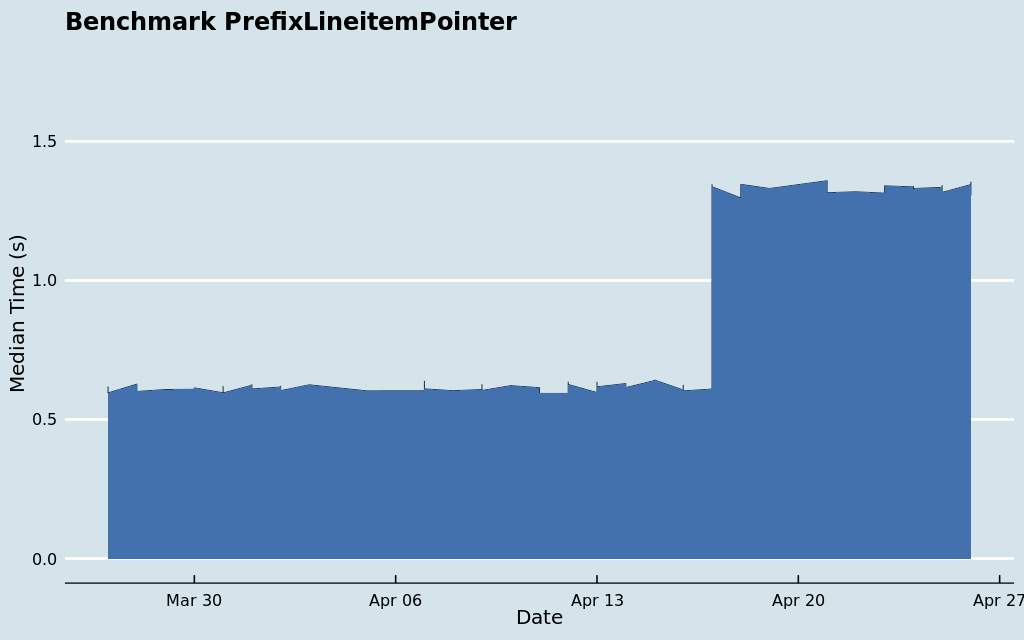 Benchmark PrefixLineitemPointer
Median Time (s)
1.5
1.0
0.5
0.0
Mar 30 Apr 06 Apr 13 Apr 20 Apr 27
Date